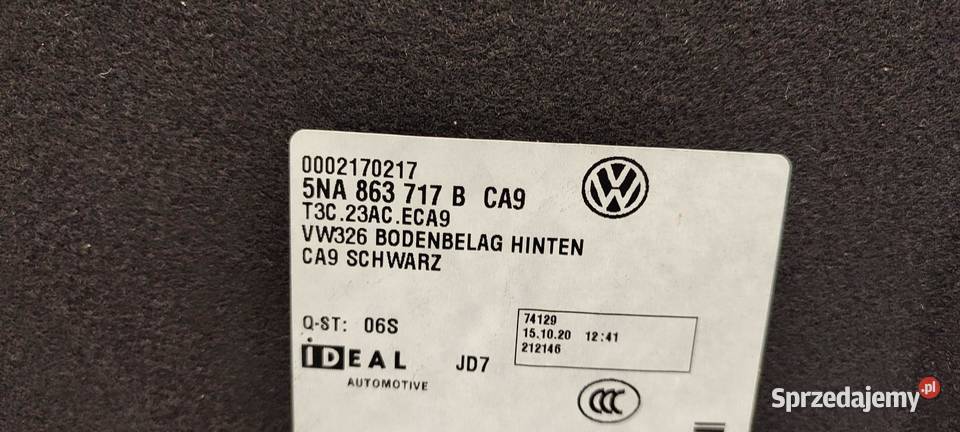 0002170217
5NA 863 717 B CA9
T3C.23AC.ECA9
VW326 BODENBELAG HINTEN
CA9 SCHWARZ
Q-ST: 06S
74129
15.10.20 12:41
212146
iDEAL
AUTOMOTIVE
JD7
CCC
Sprzedajemy.pl